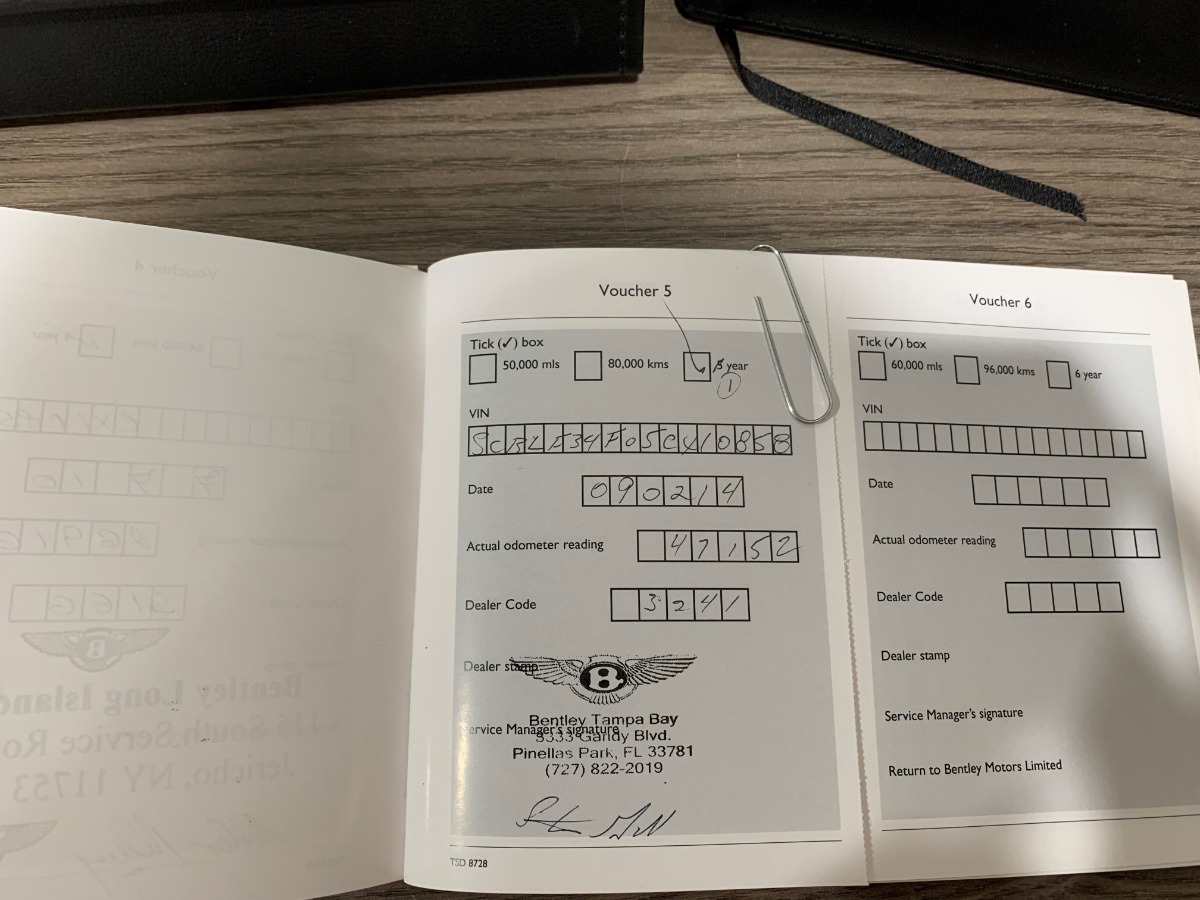 Voucher 5
Tick (✓) box
50,000 mls 80,000 kms 5 year
1
VIN
SCBLF34F05CX10858
Date 090214
Actual odometer reading 47152
Dealer Code 3241
Dealer stamp
B
Bentley Tampa Bay
Service Manager's signature
5333 Gandy Blvd.
Pinellas Park, FL 33781
(727) 822-2019
TSD 8728
Voucher 6
Tick (✓) box
60,000 mls 96,000 kms 6 year
VIN
Date
Actual odometer reading
Dealer Code
Dealer stamp
Service Manager's signature
Return to Bentley Motors Limited